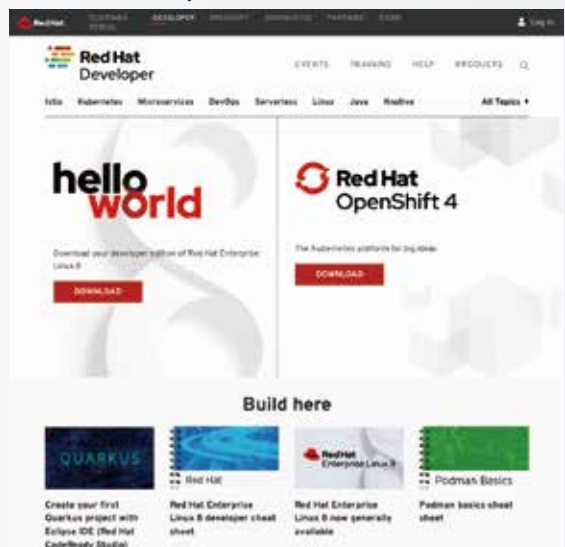 Red Hat
CUSTOMER PORTAL
DEVELOPER
PARTNERS
Log In
Red Hat
Developer
EVENTS TRAINING HELP PRODUCTS
Istio Kubernetes Microservices DevOps Serverless Linux Java Knative All Topics
hello
world
Download your developer edition of Red Hat Enterprise
Linux 8
DOWNLOAD
Red Hat
OpenShift 4
The Kubernetes platform for big ideas
DOWNLOAD
Build here
QUARKUS
Create your first
Quarkus project with
Eclipse IDE (Red Hat
CodeReady Studio)
Red Hat
Red Hat Enterprise
Linux 8 developer cheat
sheet
Red Hat
Enterprise Linux 8
Red Hat Enterprise
Linux 8 now generally
available
Podman Basics
Podman basics cheat
sheet